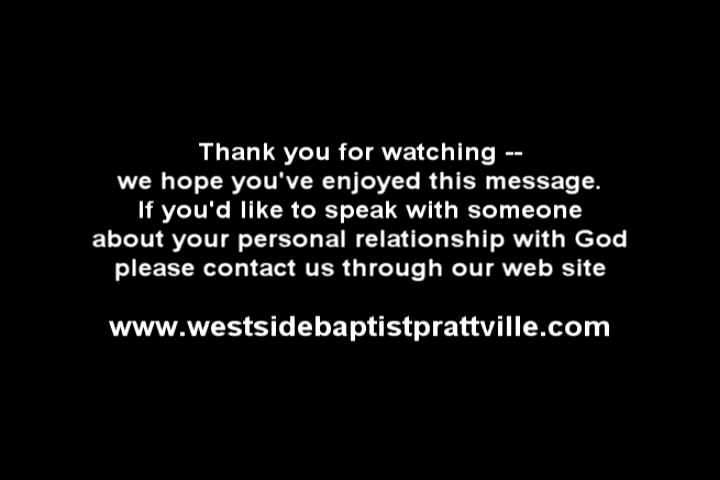 Thank you for watching --
we hope you've enjoyed this message.
If you'd like to speak with someone
about your personal relationship with God
please contact us through our web site
www.westsidebaptistprattville.com